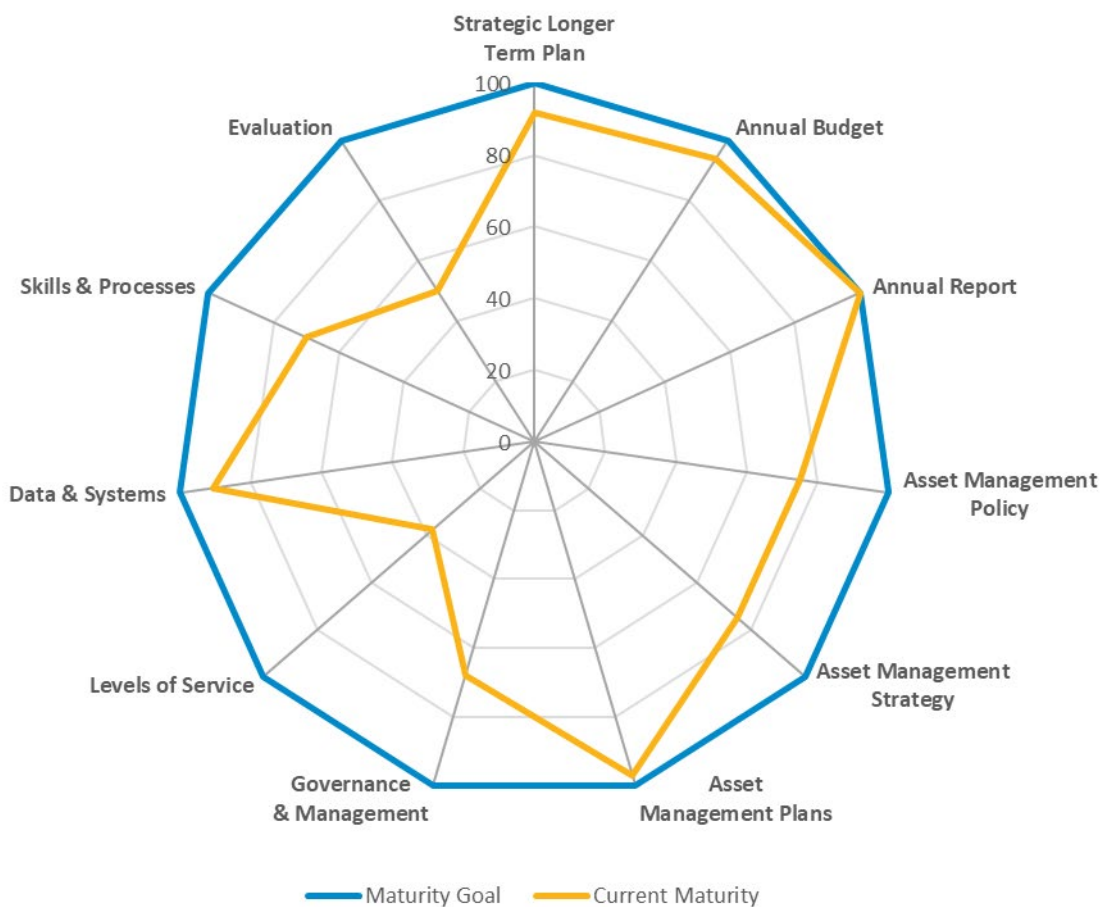 Strategic Longer
Term Plan
100
Evaluation
Annual Budget
80
60
Skills & Processes
Annual Report
40
20
0
Data & Systems
Asset Management
Policy
Levels of Service
Asset Management
Strategy
Governance
& Management
Asset
Management Plans
Maturity Goal
Current Maturity